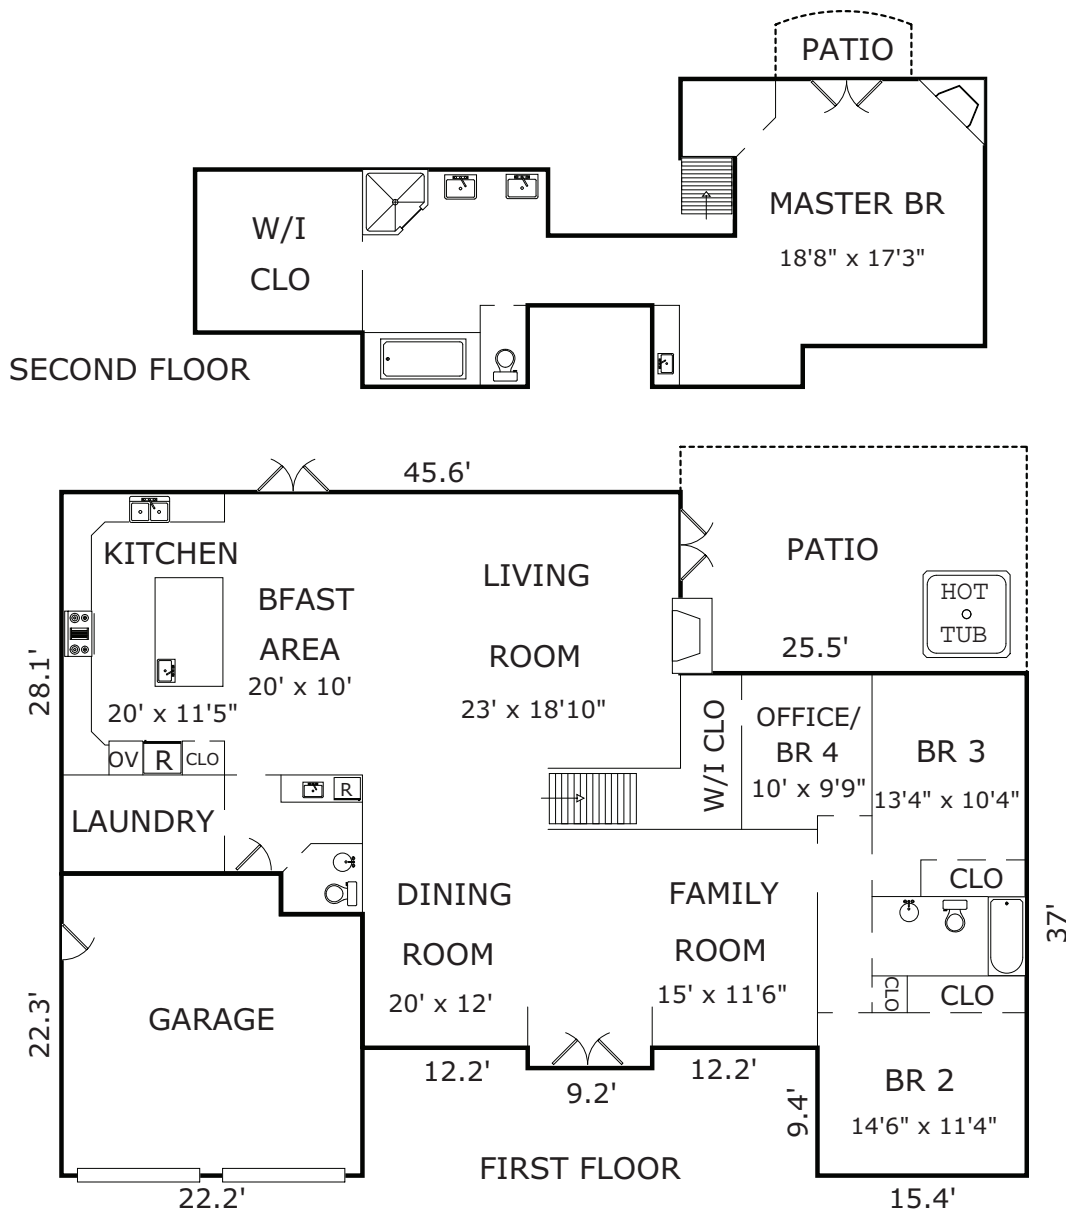 PATIO
MASTER BR
18'8" x 17'3"
W/I
CLO
SECOND FLOOR
45.6'
KITCHEN
BFAST
AREA
20' x 10'
20' x 11'5"
LIVING
ROOM
23' x 18'10"
PATIO
HOT
TUB
25.5'
28.1'
OV
R
CLO
LAUNDRY
R
W/I CLO
OFFICE/
BR 4
10' x 9'9"
BR 3
13'4" x 10'4"
CLO
DINING
ROOM
20' x 12'
FAMILY
ROOM
15' x 11'6"
37'
CLO
CLO
22.3'
GARAGE
12.2'
9.2'
12.2'
9.4'
BR 2
14'6" x 11'4"
FIRST FLOOR
22.2'
15.4'